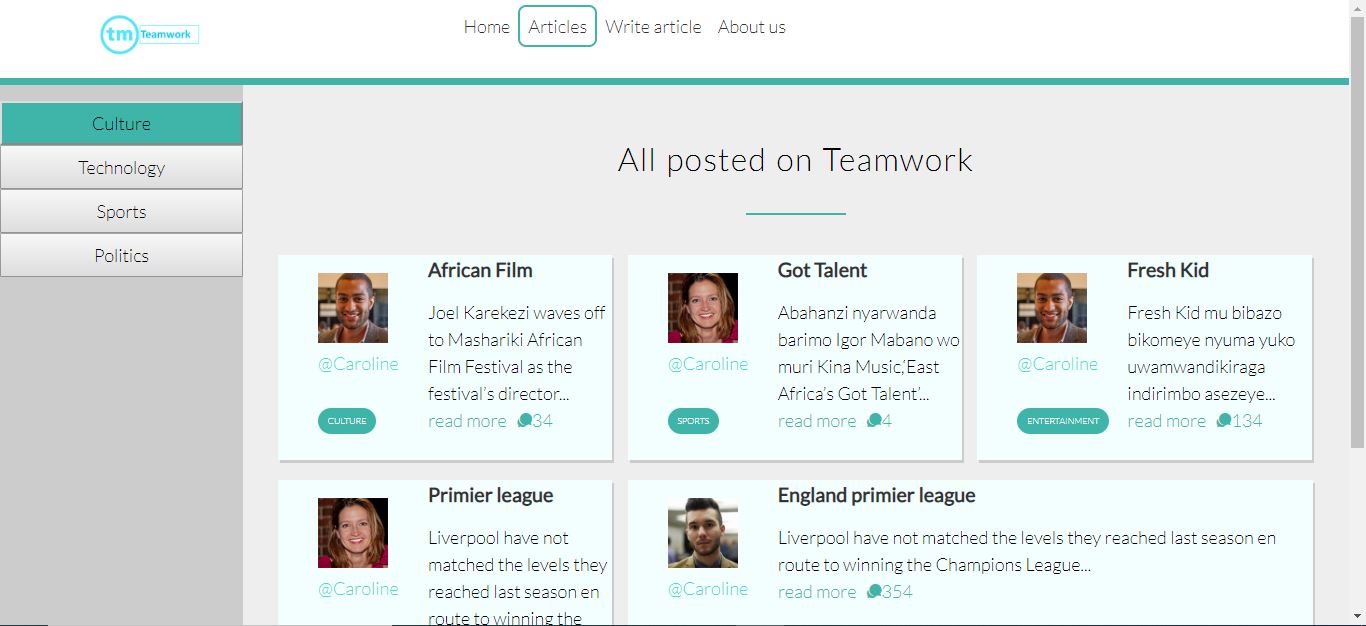 tm Teamwork
Home Articles Write article About us
Culture
Technology
Sports
Politics
All posted on Teamwork
African Film
Joel Karekezi waves off
to Mashariki African
Film Festival as the
festival’s director...
read more 34
@Caroline
CULTURE
Got Talent
Abahanzi nyarwanda
barimo Igor Mabano wo
muri Kina Music,‘East
Africa’s Got Talent’...
read more 4
@Caroline
SPORTS
Fresh Kid
Fresh Kid mu bibazo
bikomeye nyuma yuko
uwamwandikiraga
indirimbo asezeye...
read more 134
@Caroline
ENTERTAINMENT
Primier league
Liverpool have not
matched the levels they
reached last season en
route to winning the
@Caroline
England primier league
Liverpool have not matched the levels they reached last season en
route to winning the Champions League...
read more 354
@Caroline